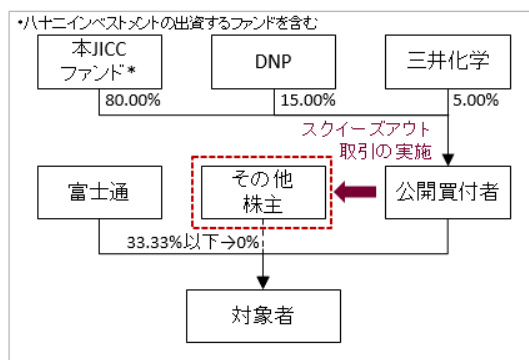 *八十二インベストメントの出資するファンドを含む
本JICC
ファンド*
DNP
三井化学
80.00%
15.00%
5.00%
スクイーズアウト
取引の実施
富士通
その他
株主
公開買付者
33.33%以下→0%
対象者